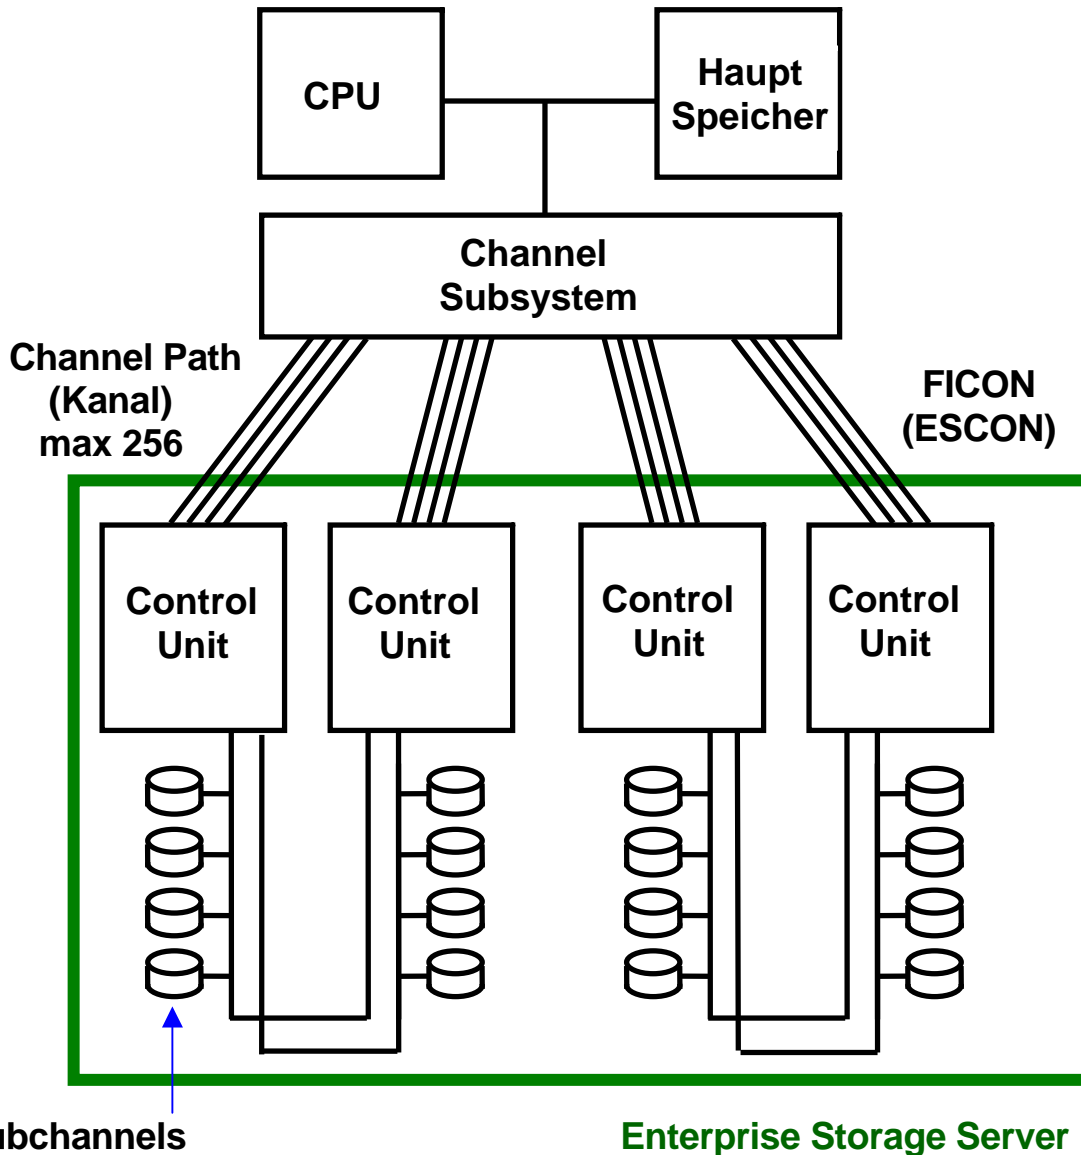 CPU
Haupt
Speicher
Channel
Subsystem
Channel Path
(Kanal)
max 256
FICON
(ESCON)
Control
Unit
Control
Unit
Control
Unit
Control
Unit
ubchannels
Enterprise Storage Server